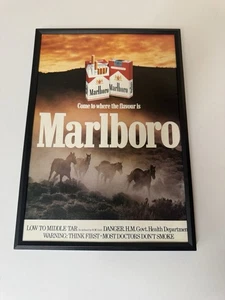 Marlboro Marlboro
Come to where the flavour is
Marlboro
LOW TO MIDDLE TAR DANGER: H.M. Govt. Health Departments'
WARNING: THINK FIRST–MOST DOCTORS DON'T SMOKE